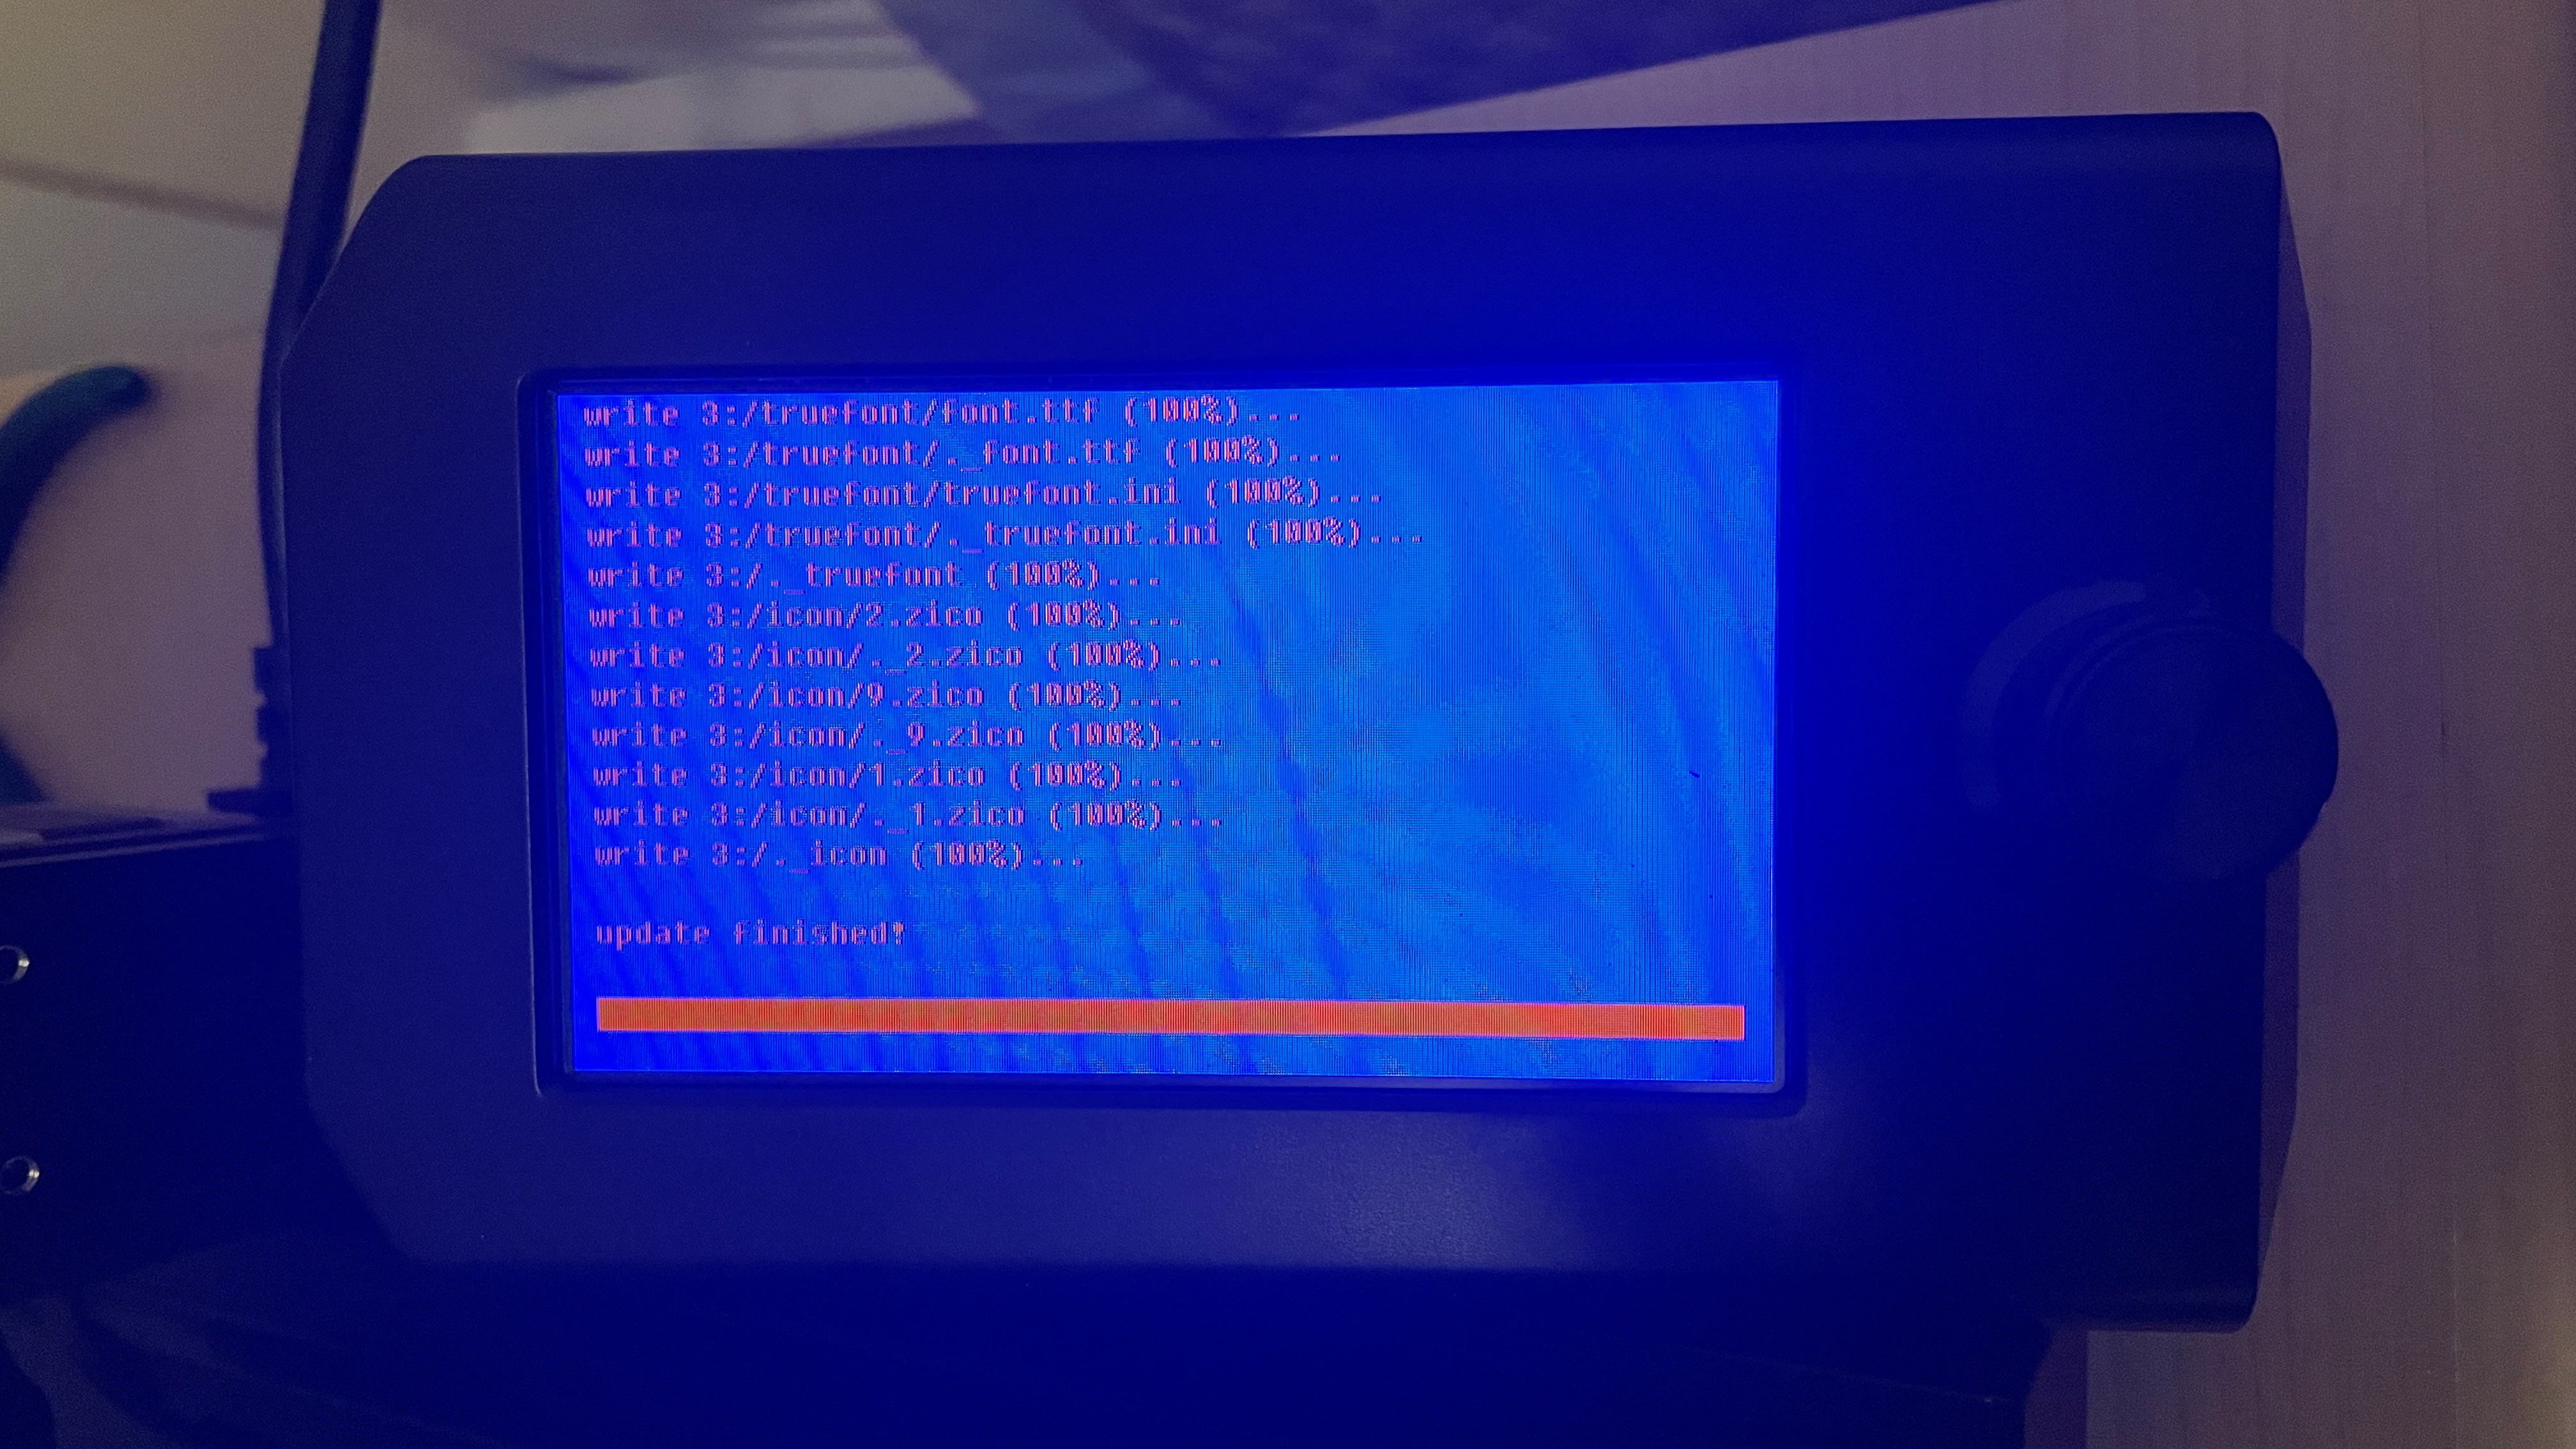 write 3:/truefont/font.ttf (100%)...
write 3:/truefont/._font.ttf (100%)...
write 3:/truefont/truefont.ini (100%)...
write 3:/truefont/._truefont.ini (100%)...
write 3:/._truefont (100%)...
write 3:/icon/2.zico (100%)...
write 3:/icon/._2.zico (100%)...
write 3:/icon/9.zico (100%)...
write 3:/icon/._9.zico (100%)...
write 3:/icon/1.zico (100%)...
write 3:/icon/._1.zico (100%)...
write 3:/._icon (100%)...
update finished!